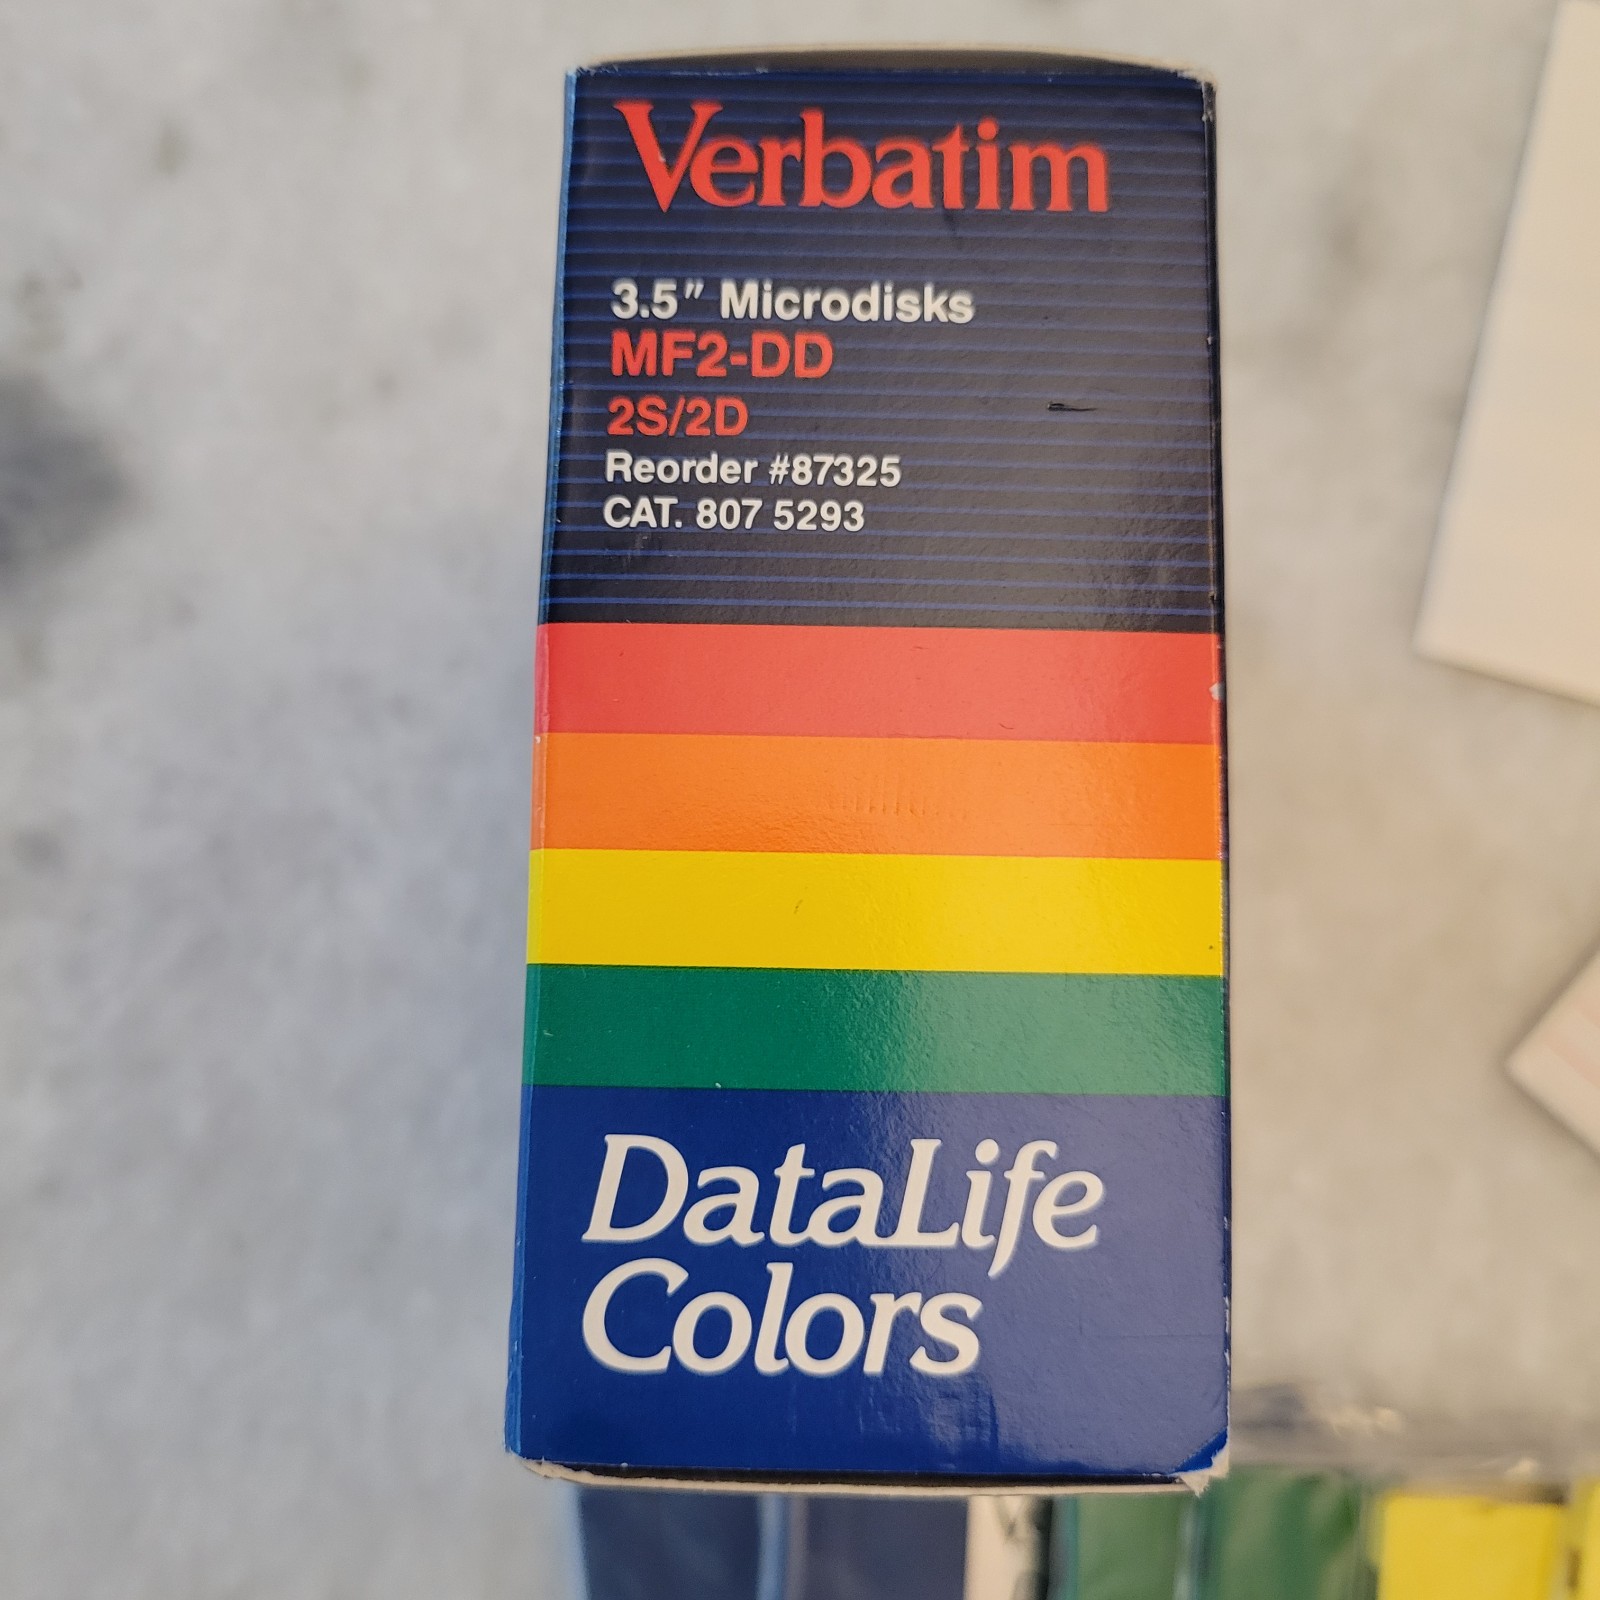 Verbatim
3.5" Microdisks
MF2-DD
2S/2D
Reorder #87325
CAT. 807 5293
DataLife
Colors